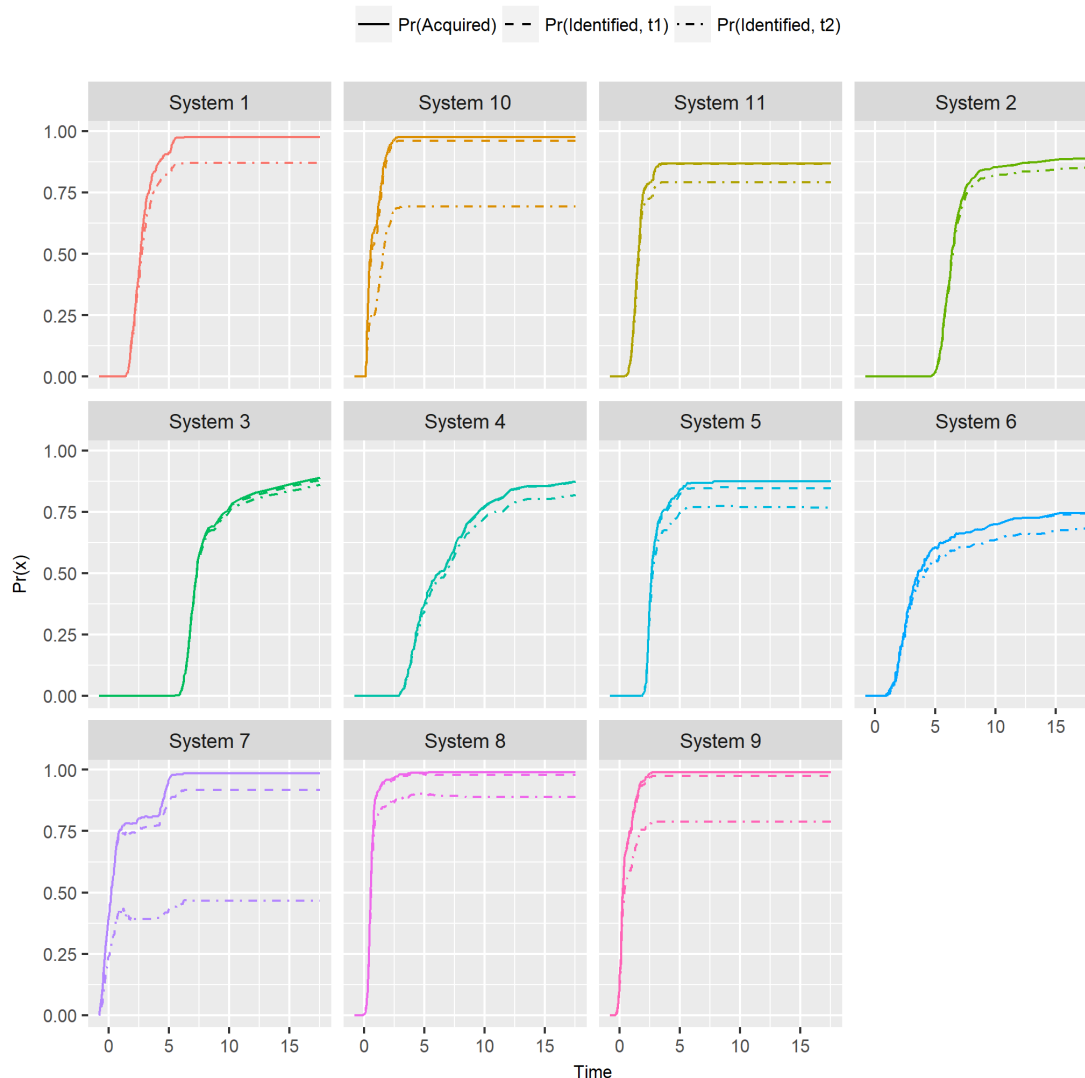 Pr(Acquired) Pr(Identified, t1) Pr(Identified, t2)
System 1 System 10 System 11 System 2
1.00
0.75
0.50
0.25
0.00
System 3 System 4 System 5 System 6
1.00
0.75
0.50
0.25
0.00
Pr(x)
0 5 10 15
System 7 System 8 System 9
1.00
0.75
0.50
0.25
0.00
0 5 10 15 0 5 10 15 0 5 10 15
Time